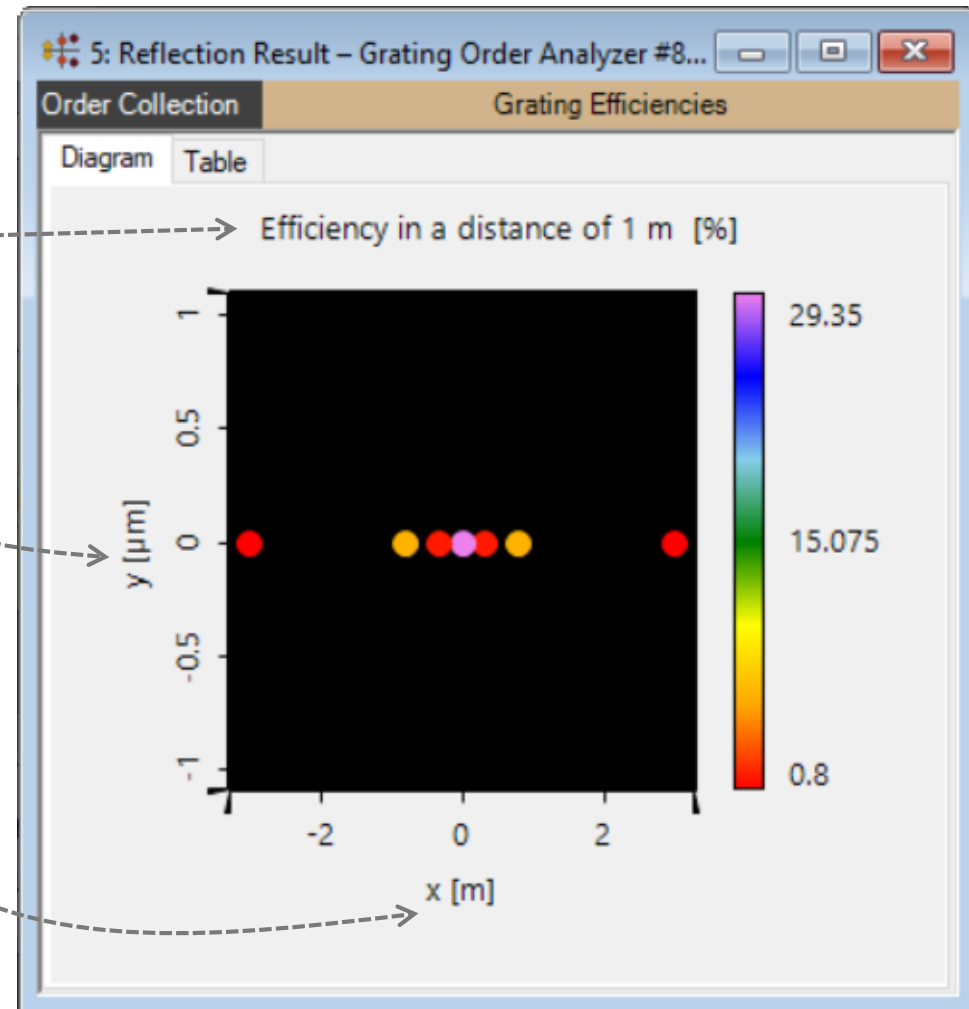 5: Reflection Result – Grating Order Analyzer #8...
Order Collection
Grating Efficiencies
Diagram
Table
Efficiency in a distance of 1 m [%]
1
0.5
0
-0.5
-1
y [µm]
-2
0
2
x [m]
29.35
15.075
0.8